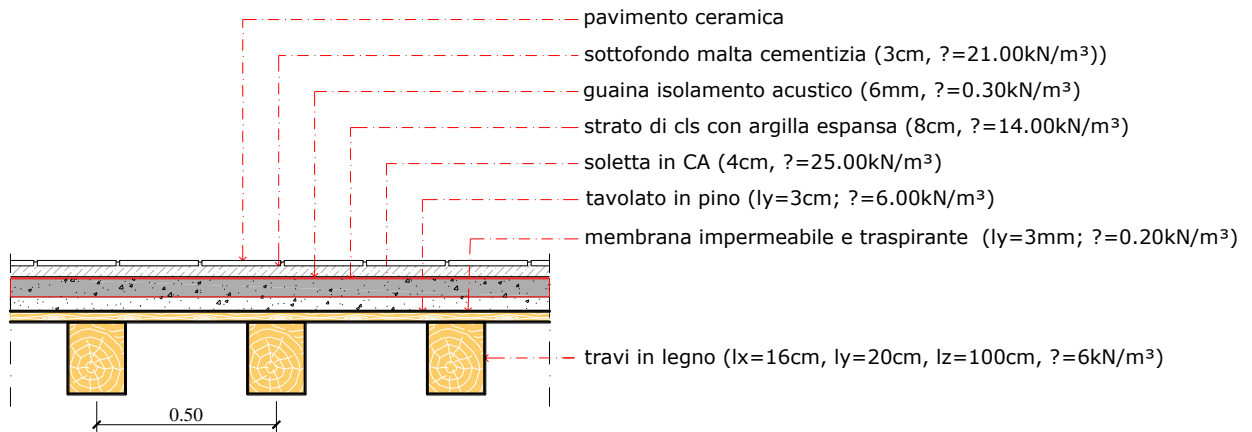 pavimento ceramica
sottofondo malta cementizia (3cm, ?=21.00kN/m³))
guaina isolamento acustico (6mm, ?=0.30kN/m³)
strato di cls con argilla espansa (8cm, ?=14.00kN/m³)
soletta in CA (4cm, ?=25.00kN/m³)
tavolato in pino (ly=3cm; ?=6.00kN/m³)
membrana impermeabile e traspirante (ly=3mm; ?=0.20kN/m³)
travi in legno (lx=16cm, ly=20cm, lz=100cm, ?=6kN/m³)
0.50